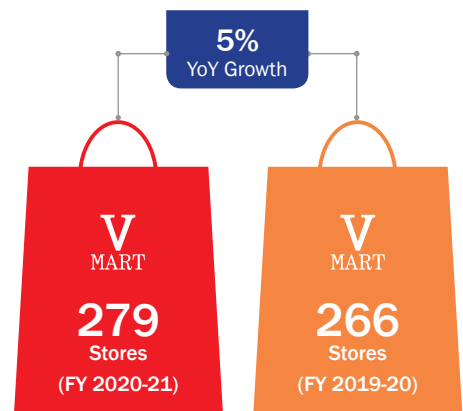 5%
YoY Growth
V
MART
279
Stores
(FY 2020-21)
V
MART
266
Stores
(FY 2019-20)